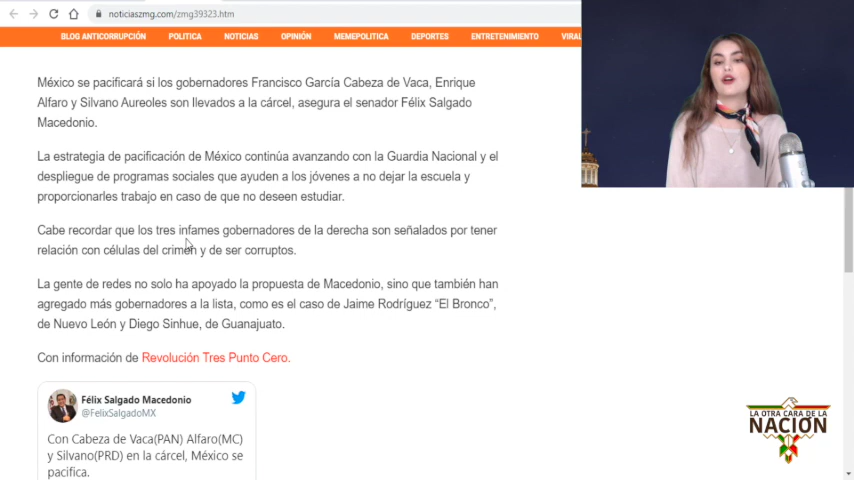 noticiaszmg.com/zmg39323.htm
BLOG ANTICORRUPCIÓN POLITICA NOTICIAS OPINIÓN MEMEPOLITICA DEPORTES ENTRETENIMIENTO VIRAL
México se pacificará si los gobernadores Francisco García Cabeza de Vaca, Enrique
Alfaro y Silvano Aureoles son llevados a la cárcel, asegura el senador Félix Salgado
Macedonio.
La estrategia de pacificación de México continúa avanzando con la Guardia Nacional y el
despliegue de programas sociales que ayuden a los jóvenes a no dejar la escuela y
proporcionarles trabajo en caso de que no deseen estudiar.
Cabe recordar que los tres infames gobernadores de la derecha son señalados por tener
relación con células del crimen y de ser corruptos.
La gente de redes no solo ha apoyado la propuesta de Macedonio, sino que también han
agregado más gobernadores a la lista, como es el caso de Jaime Rodríguez “El Bronco”,
de Nuevo León y Diego Sinhue, de Guanajuato.
Con información de Revolución Tres Punto Cero.
Félix Salgado Macedonio
@FelixSalgadoMX
Con Cabeza de Vaca(PAN) Alfaro(MC)
y Silvano(PRD) en la cárcel, México se
pacifica.
LA OTRA CARA DE LA
NACIÓN